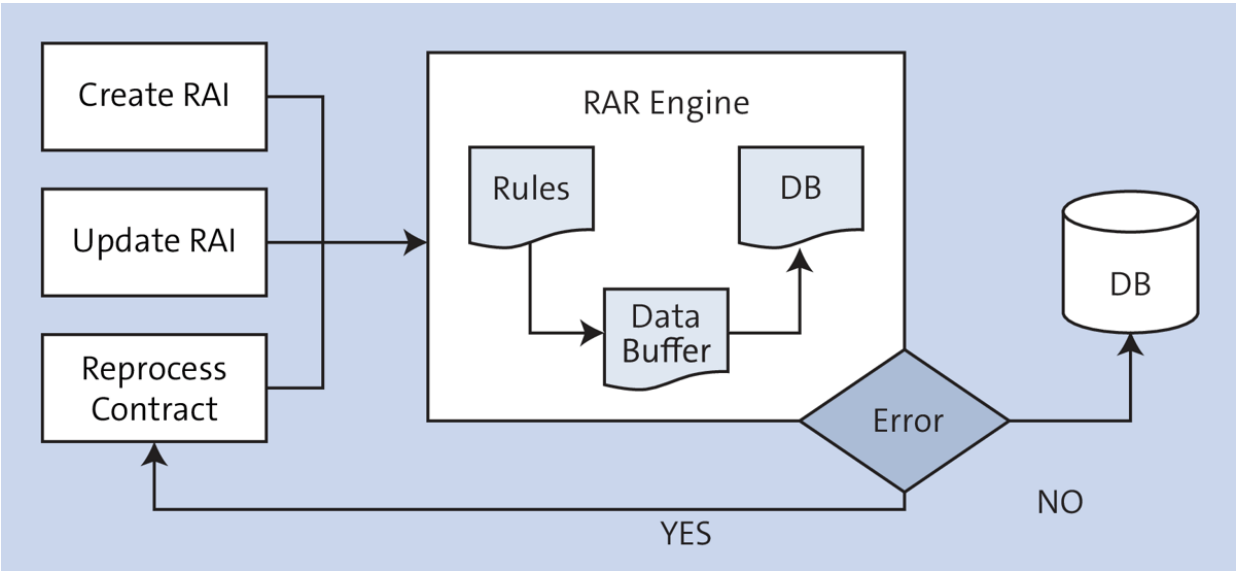 Create RAI
Update RAI
Reprocess
Contract
RAR Engine
Rules
DB
Data
Buffer
Error
DB
NO
YES